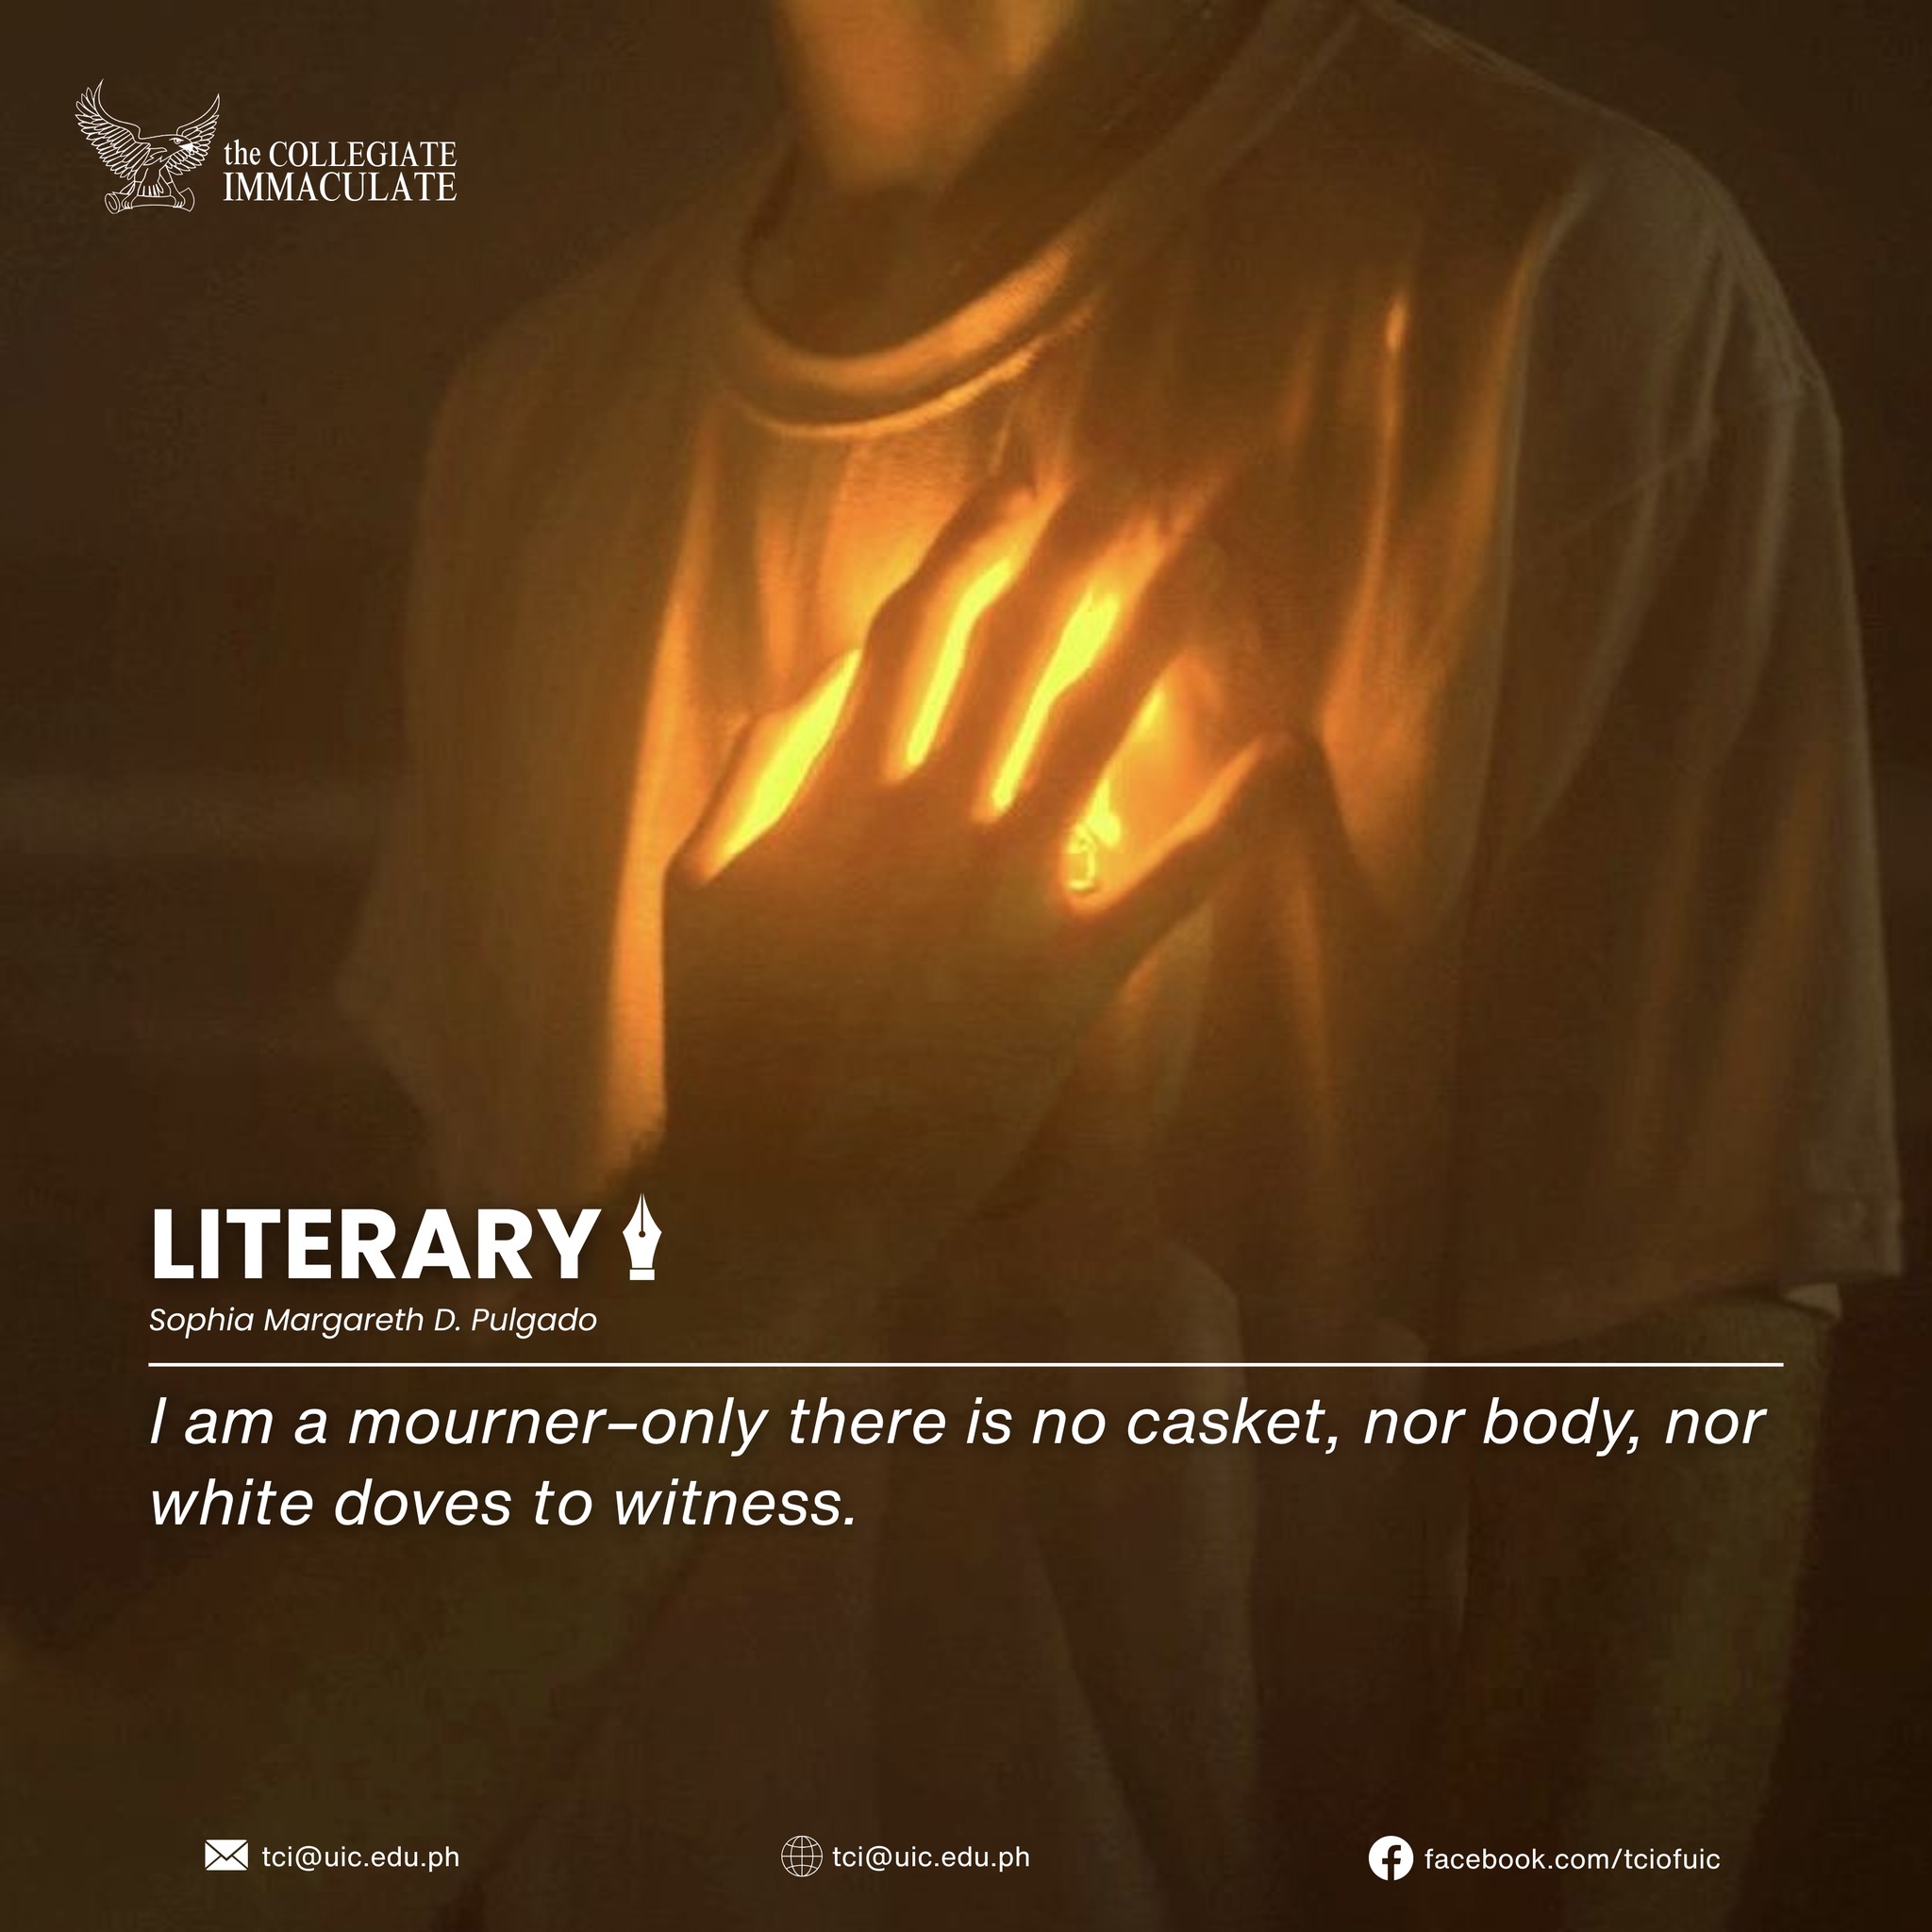 the COLLEGIATE
IMMACULATE
LITERARY
Sophia Margareth D. Pulgado
I am a mourner–only there is no casket, nor body, nor
white doves to witness.
tci@uic.edu.ph
tci@uic.edu.ph
facebook.com/tciofuic